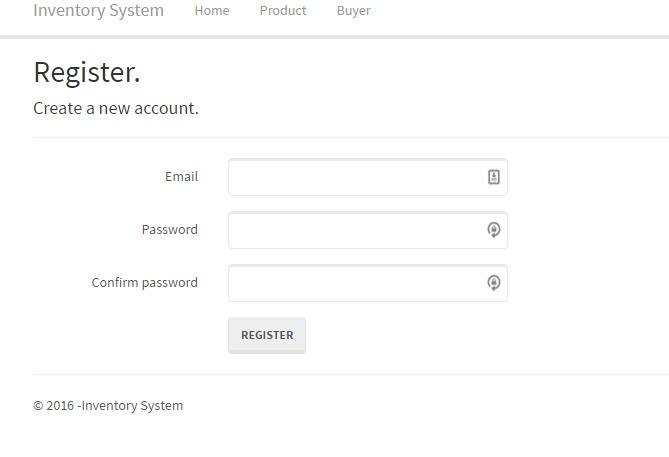 Inventory System Home Product Buyer
Register.
Create a new account.
Email
Password
Confirm password
REGISTER
© 2016 -Inventory System